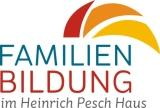 FAMILIEN
BILDUNG
im Heinrich Pesch Haus